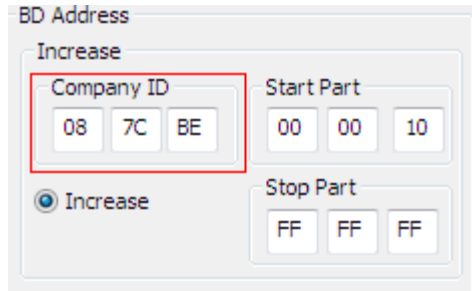 BD Address
Increase
Company ID Start Part
08 7C BE 00 00 10
Increase Stop Part
FF FF FF